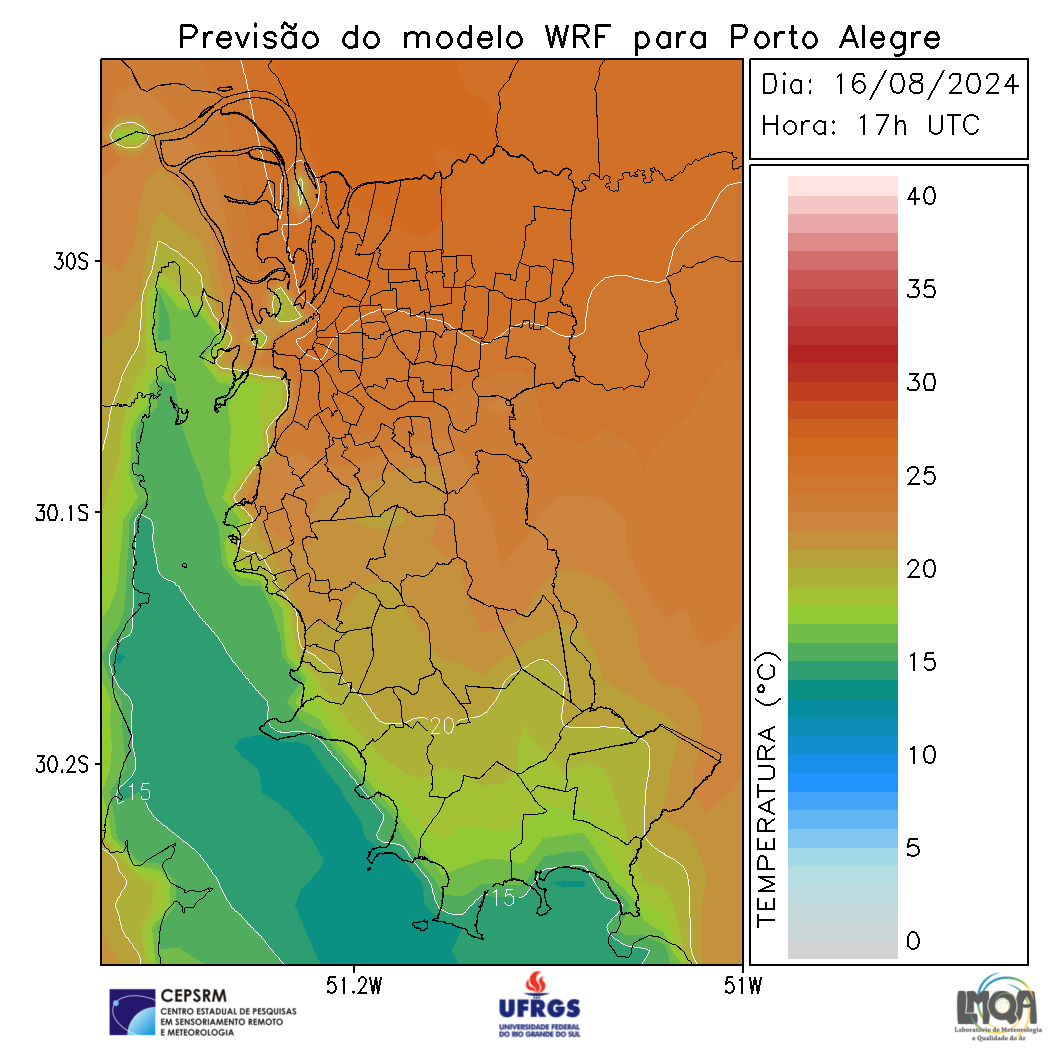 Previsão do modelo WRF para Porto Alegre
Dia: 16/08/2024
Hora: 17h UTC
40
35
30
25
20
15
10
5
0
TEMPERATURA (°C)
30S
30.1S
30.2S
20
15
15
51.2W
51W
CEPSRM
CENTRO ESTADUAL DE PESQUISAS
EM SENSORIAMENTO REMOTO
E METEOROLOGIA
UFRGS
UNIVERSIDADE FEDERAL
DO RIO GRANDE DO SUL
LMQA
Laboratório de Meteorologia
e Qualidade do Ar